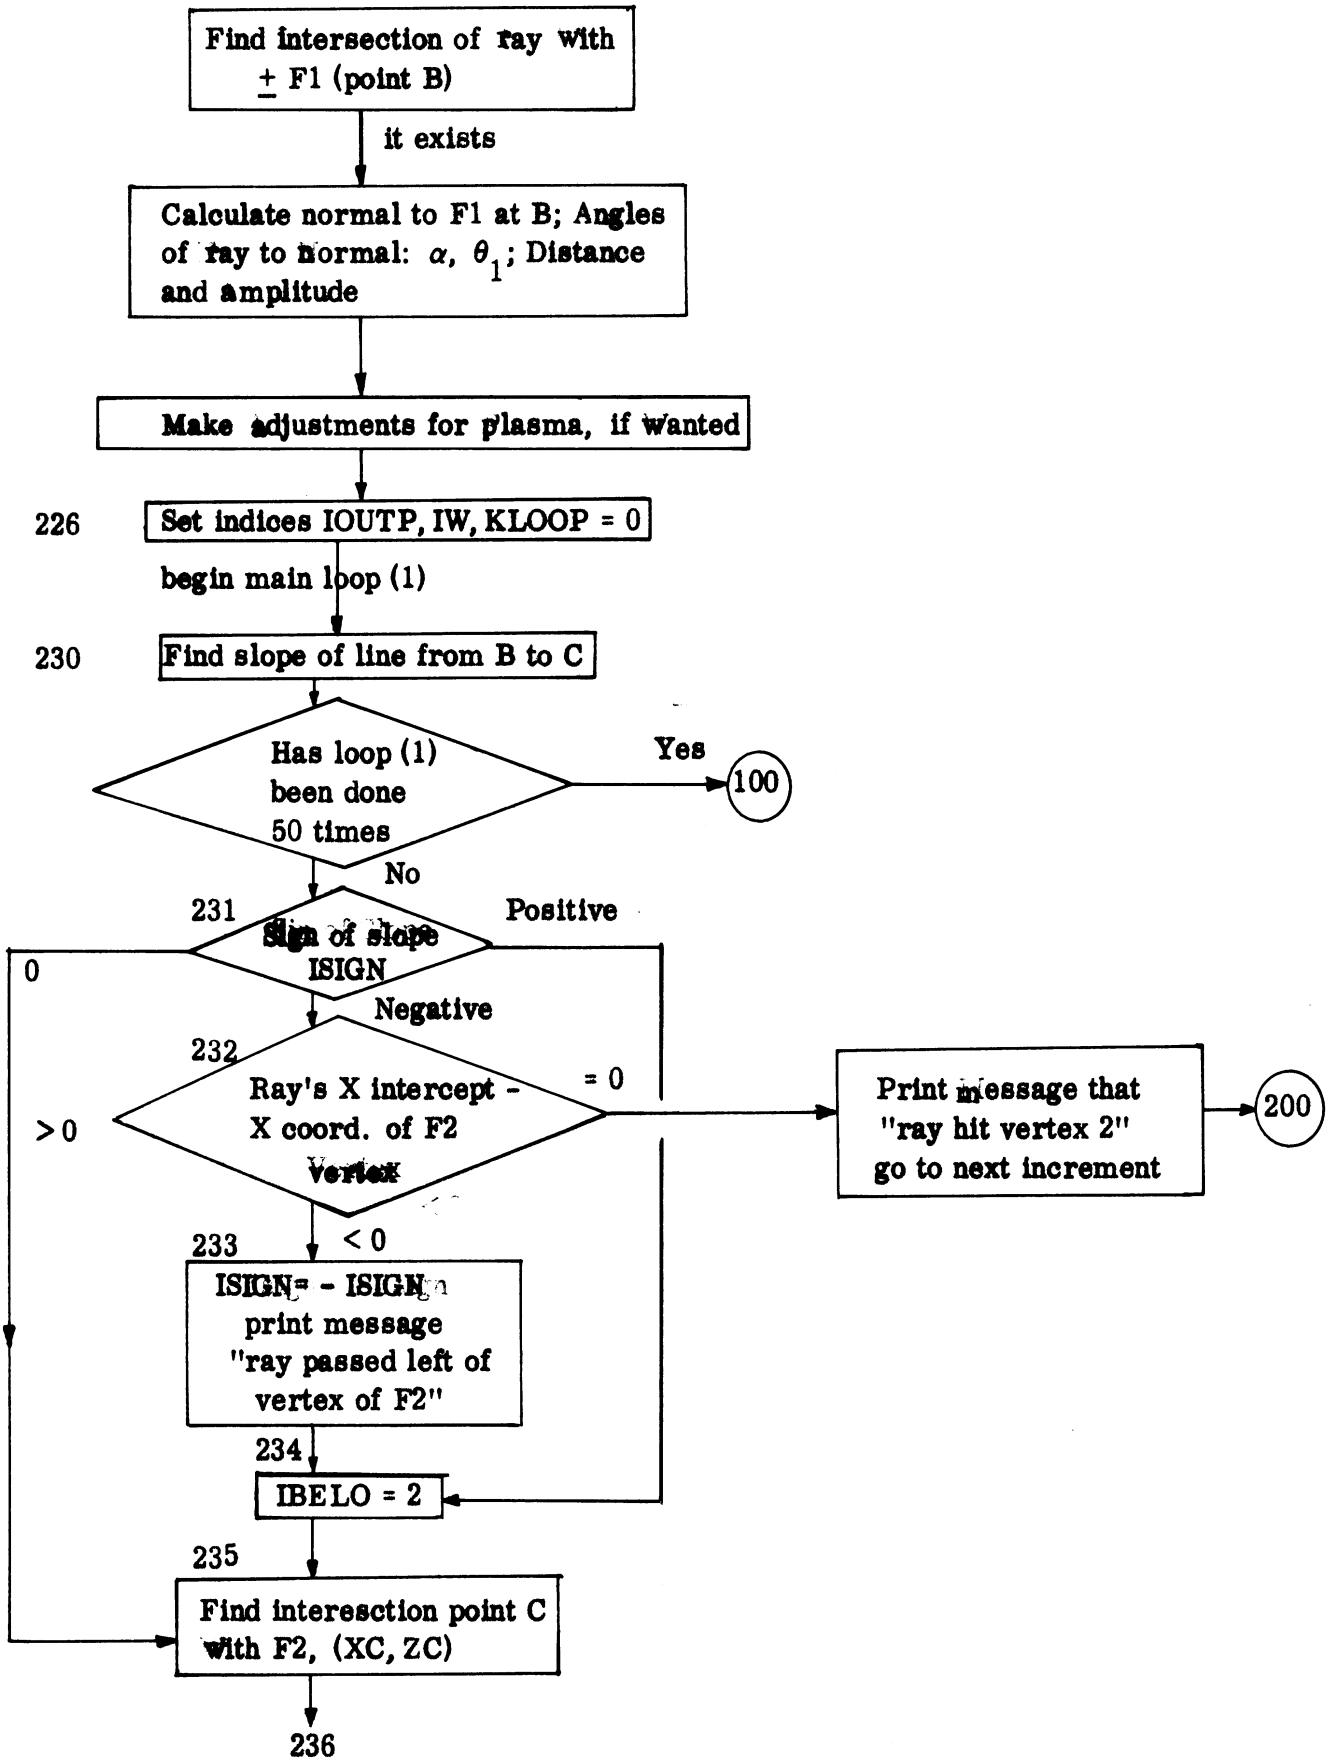 Find intersection of ray with
± F1 (point B)
it exists
Calculate normal to F1 at B; Angles
of ray to normal: α, θ1; Distance
and amplitude
Make adjustments for plasma, if wanted
226
Set indices IOUTP, IW, KLOOP = 0
begin main loop (1)
230
Find slope of line from B to C
Has loop (1)
been done
50 times
Yes
100
No
231
Sign of slope
ISIGN
Positive
0
Negative
232
Ray's X intercept -
X coord. of F2
vertex
= 0
> 0
Print message that
"ray hit vertex 2"
go to next increment
200
< 0
233
ISIGN= - ISIGN
print message
"ray passed left of
vertex of F2"
234
IBELO = 2
235
Find interesction point C
with F2, (XC, ZC)
236